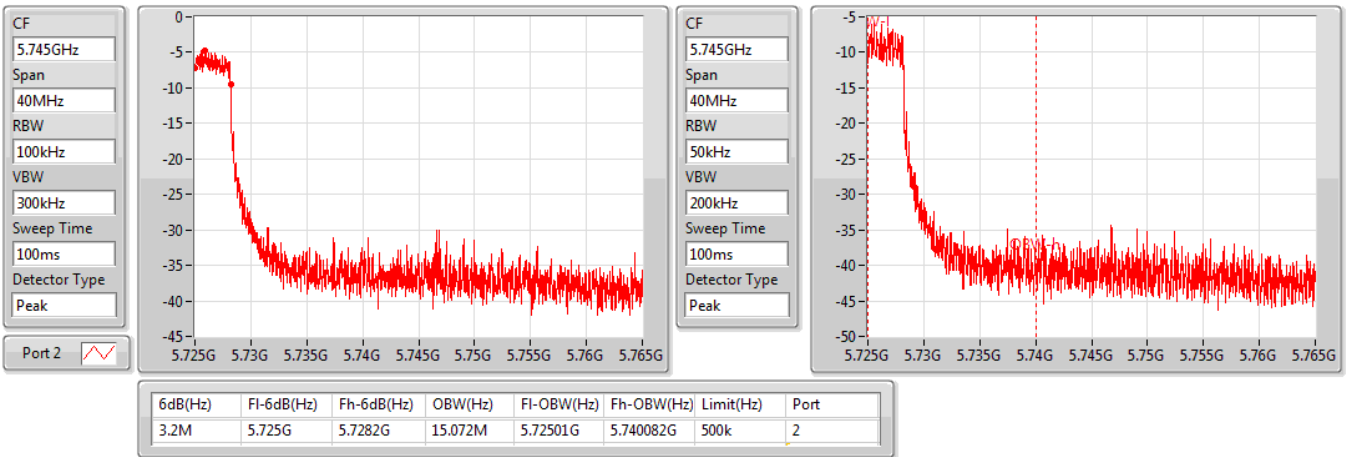 CF
5.745GHz
Span
40MHz
RBW
100kHz
VBW
300kHz
Sweep Time
100ms
Detector Type
Peak
Port 2
0
-5
-10
-15
-20
-25
-30
-35
-40
-45
5.725G 5.73G 5.735G 5.74G 5.745G 5.75G 5.755G 5.76G 5.765G
CF
5.745GHz
Span
40MHz
RBW
50kHz
VBW
200kHz
Sweep Time
100ms
Detector Type
Peak
-5
-10
-15
-20
-25
-30
-35
-40
-45
-50
OBW-h
5.725G 5.73G 5.735G 5.74G 5.745G 5.75G 5.755G 5.76G 5.765G
6dB(Hz) Fl-6dB(Hz) Fh-6dB(Hz) OBW(Hz) Fl-OBW(Hz) Fh-OBW(Hz) Limit(Hz) Port
3.2M 5.725G 5.7282G 15.072M 5.72501G 5.740082G 500k 2